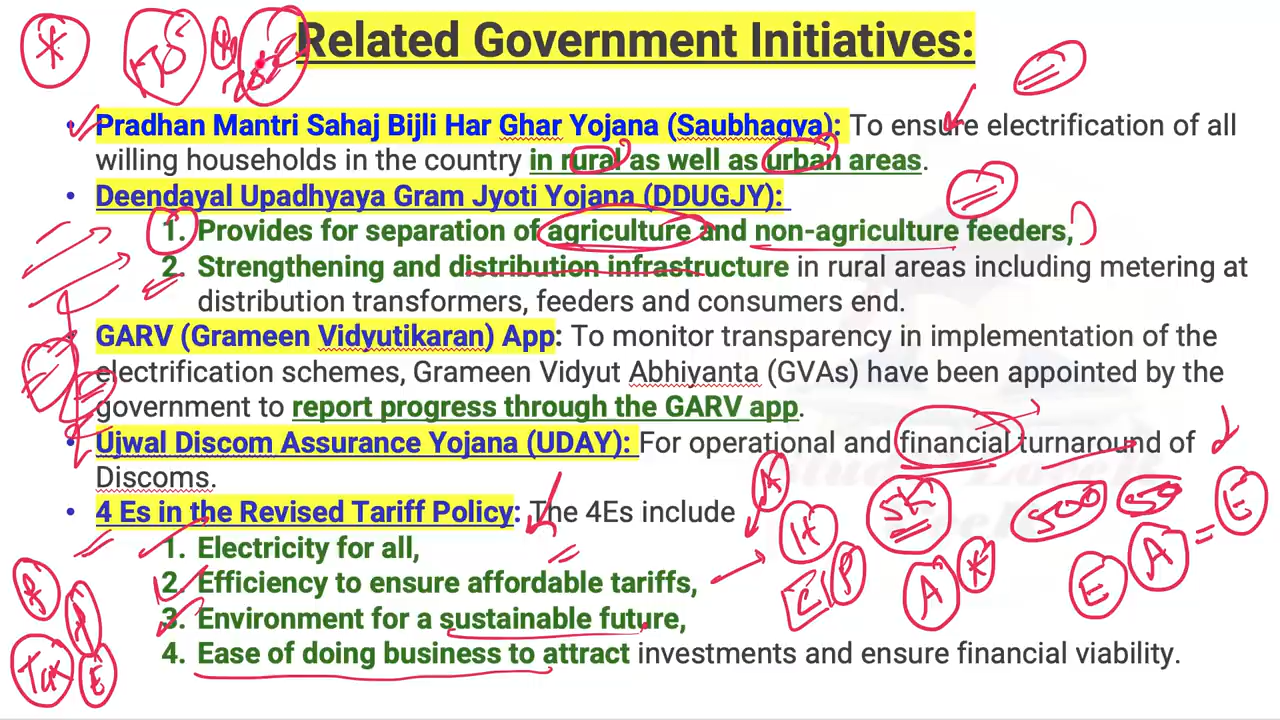 Related Government Initiatives:
• Pradhan Mantri Sahaj Bijli Har Ghar Yojana (Saubhagya): To ensure electrification of all
willing households in the country in rural as well as urban areas.
• Deendayal Upadhyaya Gram Jyoti Yojana (DDUGJY):
1. Provides for separation of agriculture and non-agriculture feeders,
2. Strengthening and distribution infrastructure in rural areas including metering at
distribution transformers, feeders and consumers end.
• GARV (Grameen Vidyutikaran) App: To monitor transparency in implementation of the
electrification schemes, Grameen Vidyut Abhiyanta (GVAs) have been appointed by the
government to report progress through the GARV app.
• Ujwal Discom Assurance Yojana (UDAY): For operational and financial turnaround of
Discoms.
• 4 Es in the Revised Tariff Policy: The 4Es include
1. Electricity for all,
2. Efficiency to ensure affordable tariffs,
3. Environment for a sustainable future,
4. Ease of doing business to attract investments and ensure financial viability.
A
H
5K
500
50
E
P
A
K
E
A
=
Tax
E